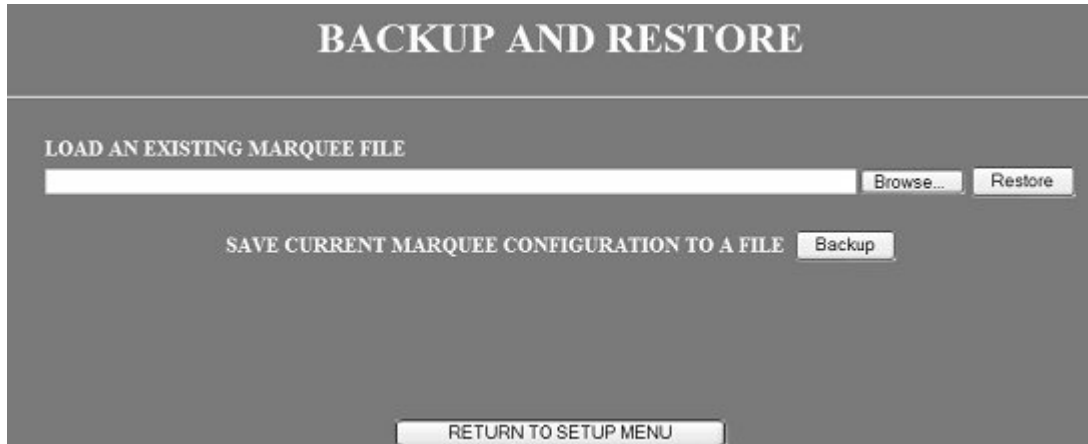 BACKUP AND RESTORE
LOAD AN EXISTING MARQUEE FILE
Browse... Restore
SAVE CURRENT MARQUEE CONFIGURATION TO A FILE Backup
RETURN TO SETUP MENU